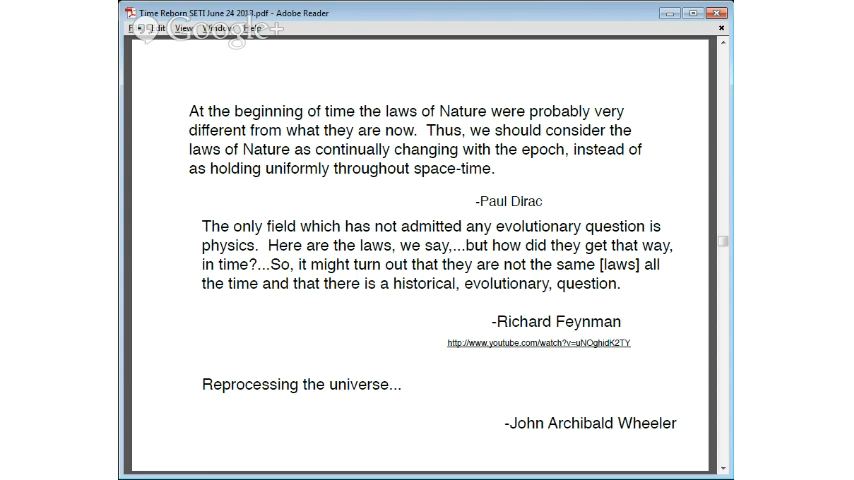 Time Reborn SETI June 24 2013.pdf - Adobe Reader
File Edit View Window Help
Google+
At the beginning of time the laws of Nature were probably very
different from what they are now. Thus, we should consider the
laws of Nature as continually changing with the epoch, instead of
as holding uniformly throughout space-time.
-Paul Dirac
The only field which has not admitted any evolutionary question is
physics. Here are the laws, we say,...but how did they get that way,
in time?...So, it might turn out that they are not the same [laws] all
the time and that there is a historical, evolutionary, question.
-Richard Feynman
http://www.youtube.com/watch?v=uNOghidK2TY
Reprocessing the universe...
-John Archibald Wheeler